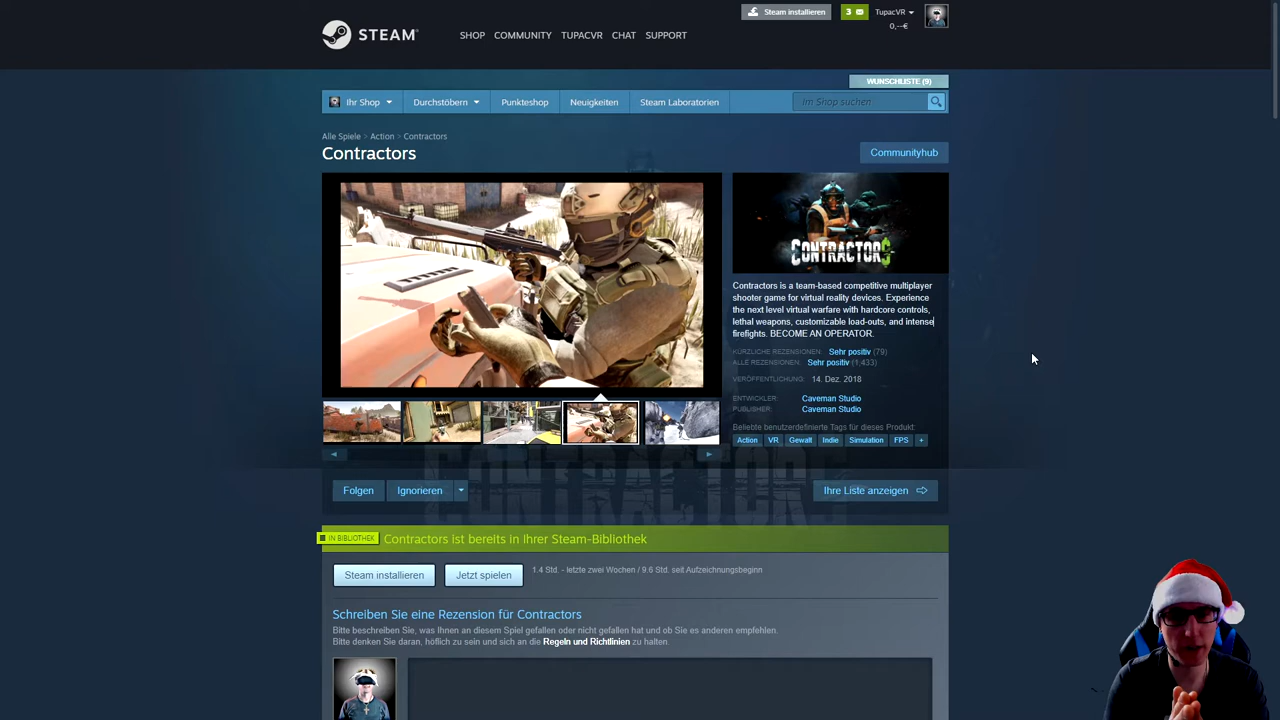 Steam installieren
3
TupacVR
0,--€
STEAM
SHOP COMMUNITY TUPACVR CHAT SUPPORT
WUNSCHLISTE (9)
Ihr Shop Durchstöbern Punkteshop Neuigkeiten Steam Laboratorien
Im Shop suchen
Alle Spiele > Action > Contractors
Contractors
Communityhub
CONTRACTOR$
Contractors is a team-based competitive multiplayer
shooter game for virtual reality devices. Experience
the next level virtual warfare with hardcore controls,
lethal weapons, customizable load-outs, and intense
firefights. BECOME AN OPERATOR.
KÜRZLICHE REZENSIONEN: Sehr positiv (79)
ALLE REZENSIONEN: Sehr positiv (1,433)
VERÖFFENTLICHUNG: 14. Dez. 2018
ENTWICKLER: Caveman Studio
PUBLISHER: Caveman Studio
Beliebte benutzerdefinierte Tags für dieses Produkt:
Action VR Gewalt Indie Simulation FPS +
CONTRACTORS
Folgen Ignorieren Ihre Liste anzeigen
IN BIBLIOTHEK Contractors ist bereits in Ihrer Steam-Bibliothek
Steam installieren Jetzt spielen 1.4 Std. - letzte zwei Wochen / 9.6 Std. seit Aufzeichnungsbeginn
Schreiben Sie eine Rezension für Contractors
Bitte beschreiben Sie, was Ihnen an diesem Spiel gefallen oder nicht gefallen hat und ob Sie es anderen empfehlen.
Bitte denken Sie daran, höflich zu sein und sich an die Regeln und Richtlinien zu halten.